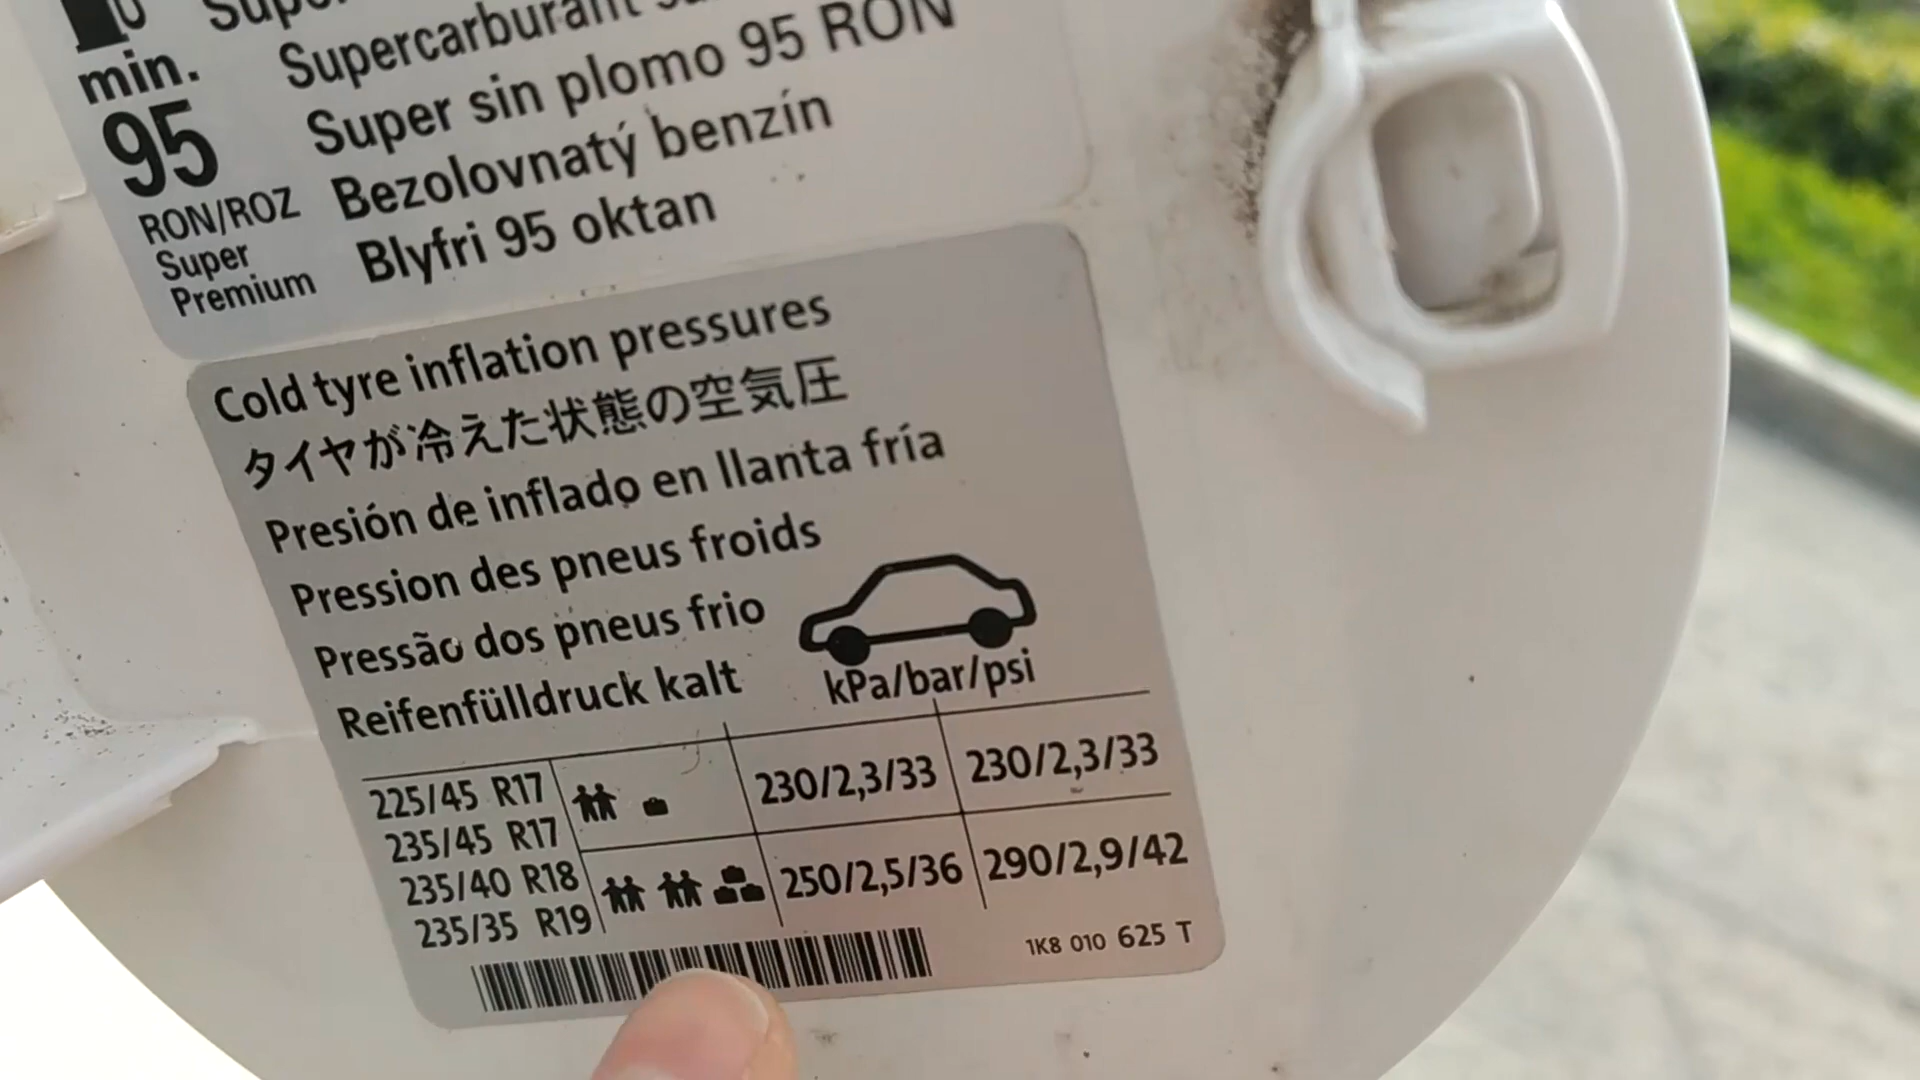 min.
95
RON/ROZ
Super
Premium
Supercarburant
Super sin plomo 95 RON
Bezolovnatý benzín
Blyfri 95 oktan
Cold tyre inflation pressures
タイヤが冷えた状態の空気圧
Presión de inflado en llanta fría
Pression des pneus froids
Pressão dos pneus frio
Reifenfülldruck kalt
kPa/bar/psi
225/45 R17
235/45 R17
235/40 R18
235/35 R19
230/2,3/33 230/2,3/33
250/2,5/36 290/2,9/42
1K8 010 625 T